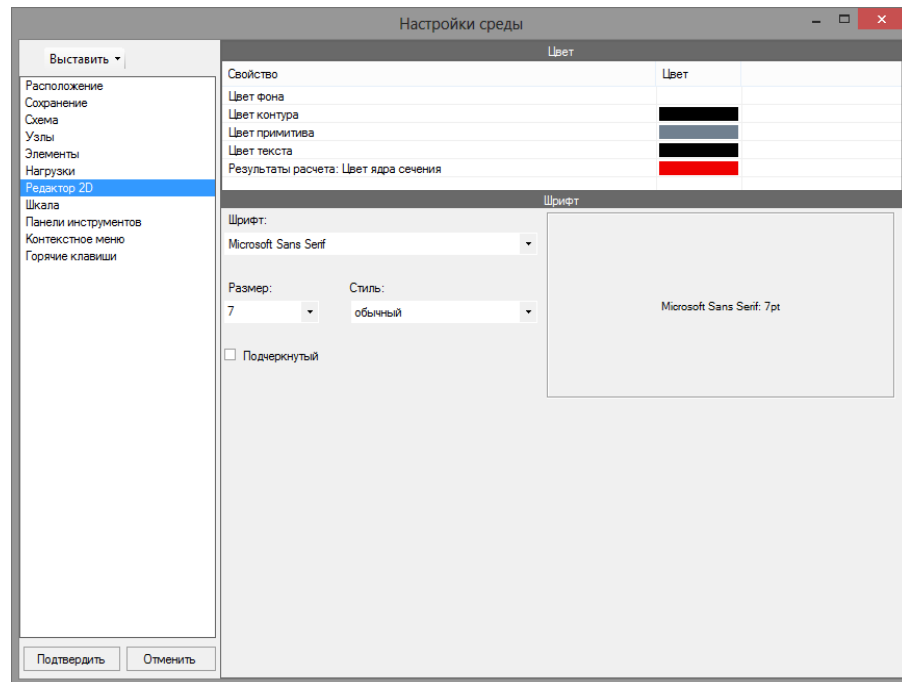 Настройки среды
Выставить
Расположение
Сохранение
Схема
Узлы
Элементы
Нагрузки
Редактор 2D
Шкала
Панели инструментов
Контекстное меню
Горячие клавиши
Подтвердить Отменить
Цвет
Свойство Цвет
Цвет фона
Цвет контура
Цвет примитива
Цвет текста
Результаты расчета: Цвет ядра сечения
Шрифт
Шрифт:
Microsoft Sans Serif
Размер: Стиль:
7 обычный
Подчеркнутый
Microsoft Sans Serif: 7pt